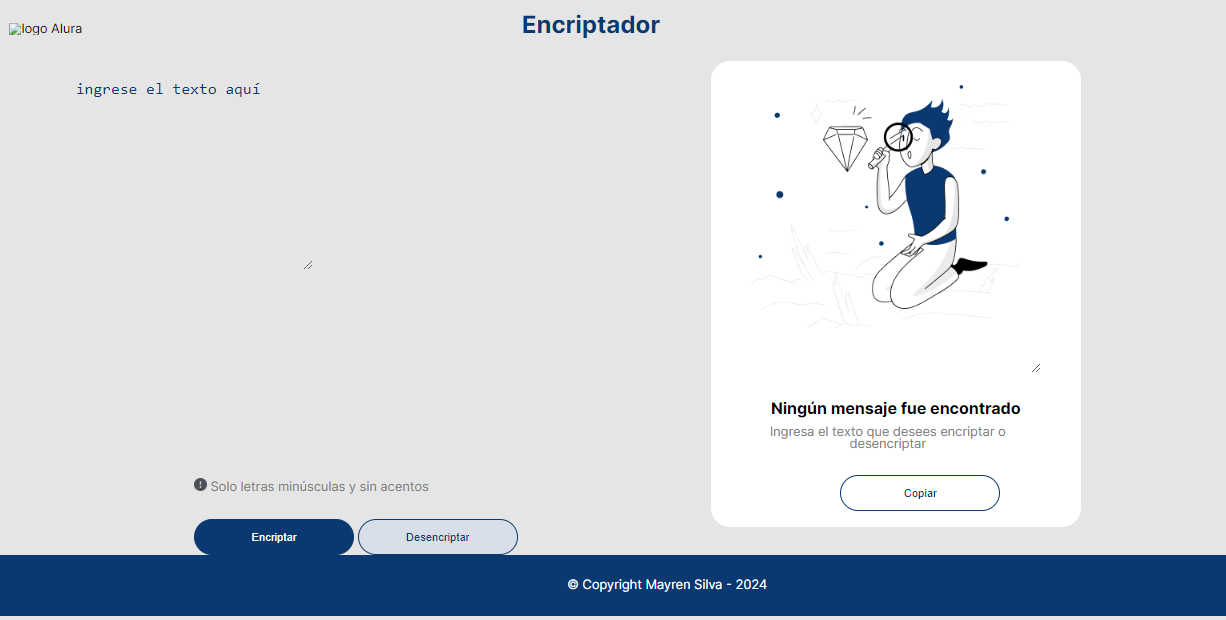 logo Alura
Encriptador
ingrese el texto aquí
Ningún mensaje fue encontrado
Ingresa el texto que desees encriptar o
desencriptar
Copiar
Solo letras minúsculas y sin acentos
Encriptar
Desencriptar
© Copyright Mayren Silva - 2024